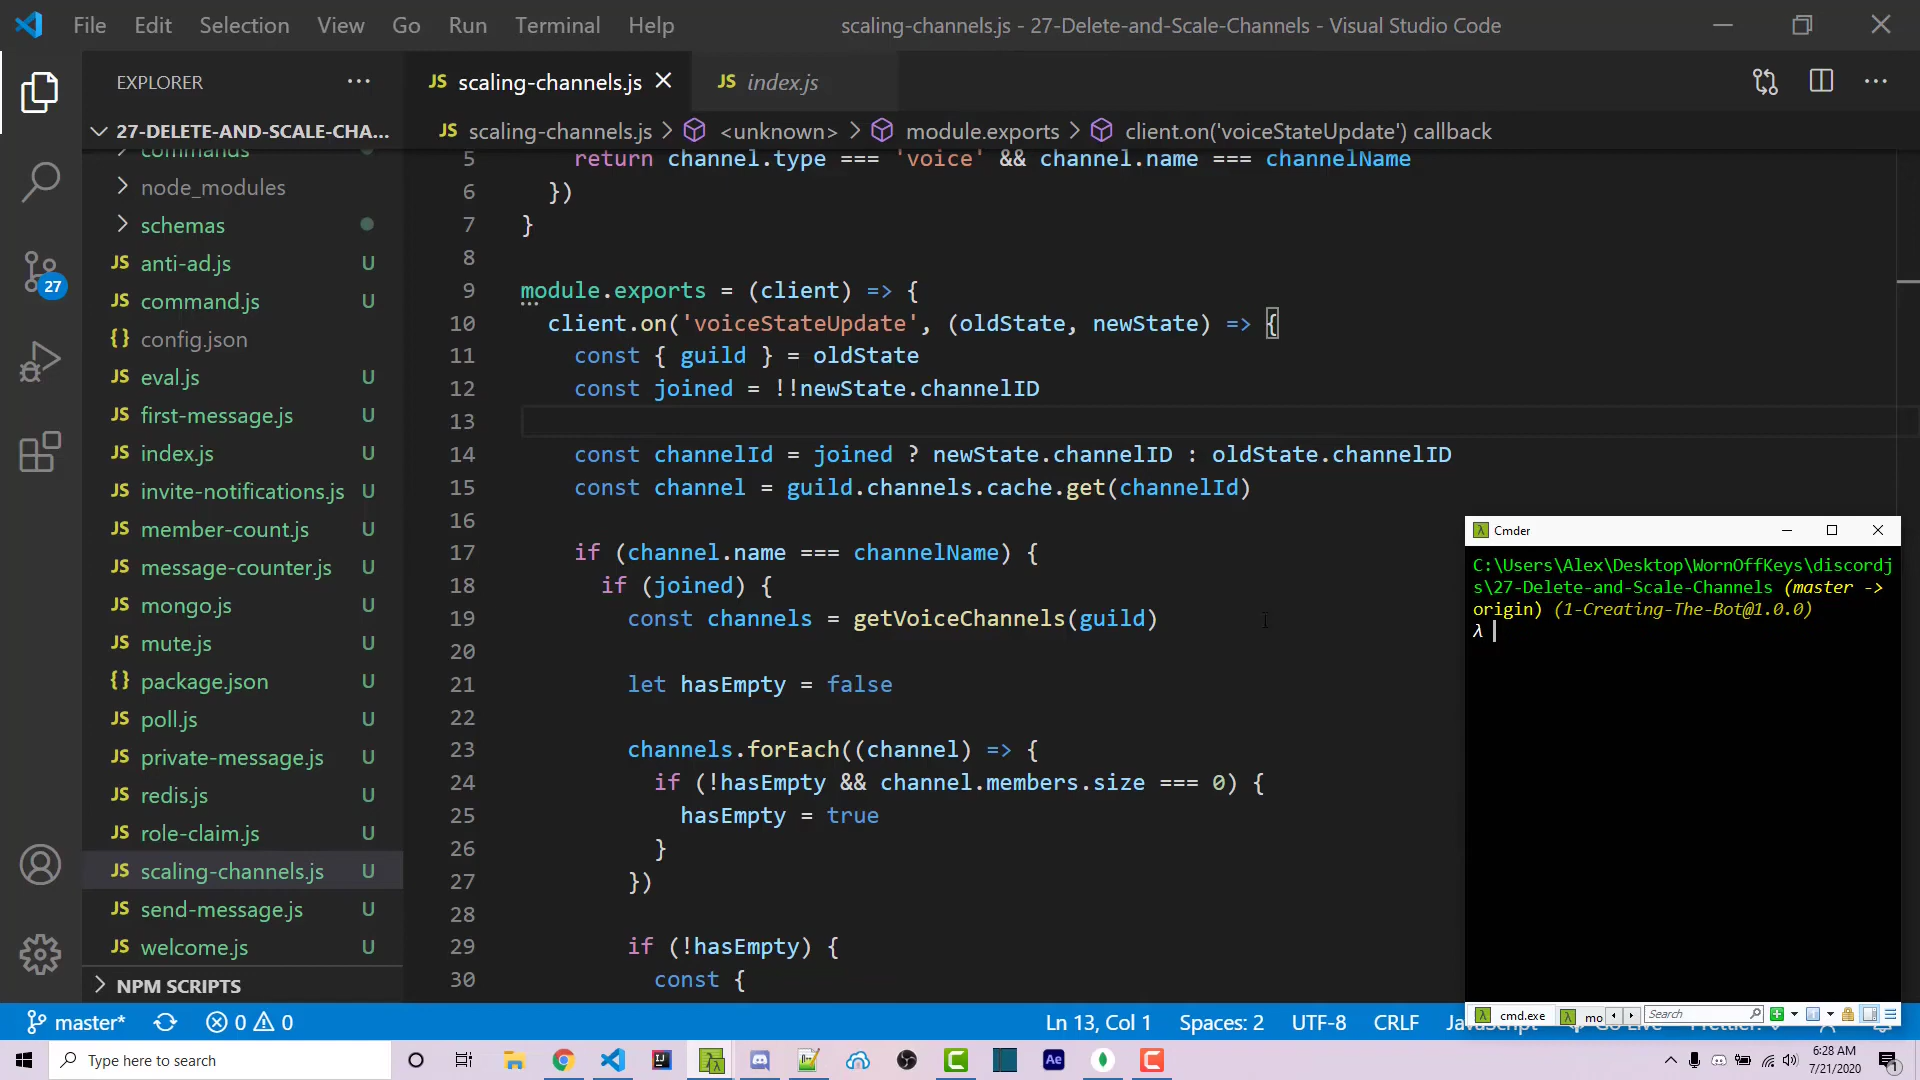 File Edit Selection View Go Run Terminal Help
scaling-channels.js - 27-Delete-and-Scale-Channels - Visual Studio Code
EXPLORER
JS scaling-channels.js
JS index.js
27-DELETE-AND-SCALE-CHA...
JS scaling-channels.js > <unknown> > module.exports > client.on('voiceStateUpdate') callback
commands
node_modules
schemas
JS anti-ad.js U
JS command.js U
{} config.json
JS eval.js U
JS first-message.js U
JS index.js U
JS invite-notifications.js U
JS member-count.js U
JS message-counter.js U
JS mongo.js U
JS mute.js U
{} package.json U
JS poll.js U
JS private-message.js U
JS redis.js U
JS role-claim.js U
JS scaling-channels.js U
JS send-message.js U
JS welcome.js U
NPM SCRIPTS
27
5 return channel.type === 'voice' && channel.name === channelName
6 })
7 }
8
9 module.exports = (client) => {
10 client.on('voiceStateUpdate', (oldState, newState) => {
11 const { guild } = oldState
12 const joined = !!newState.channelID
13
14 const channelId = joined ? newState.channelID : oldState.channelID
15 const channel = guild.channels.cache.get(channelId)
16
17 if (channel.name === channelName) {
18 if (joined) {
19 const channels = getVoiceChannels(guild)
20
21 let hasEmpty = false
22
23 channels.forEach((channel) => {
24 if (!hasEmpty && channel.members.size === 0) {
25 hasEmpty = true
26 }
27 })
28
29 if (!hasEmpty) {
30 const {
Cmder
C:\Users\Alex\Desktop\WornOffKeys\discordj
s\27-Delete-and-Scale-Channels (master ->
origin) (1-Creating-The-Bot@1.0.0)
λ
cmd.exe mo Search
master* 0 0 Ln 13, Col 1 Spaces: 2 UTF-8 CRLF
Type here to search
6:28 AM
7/21/2020